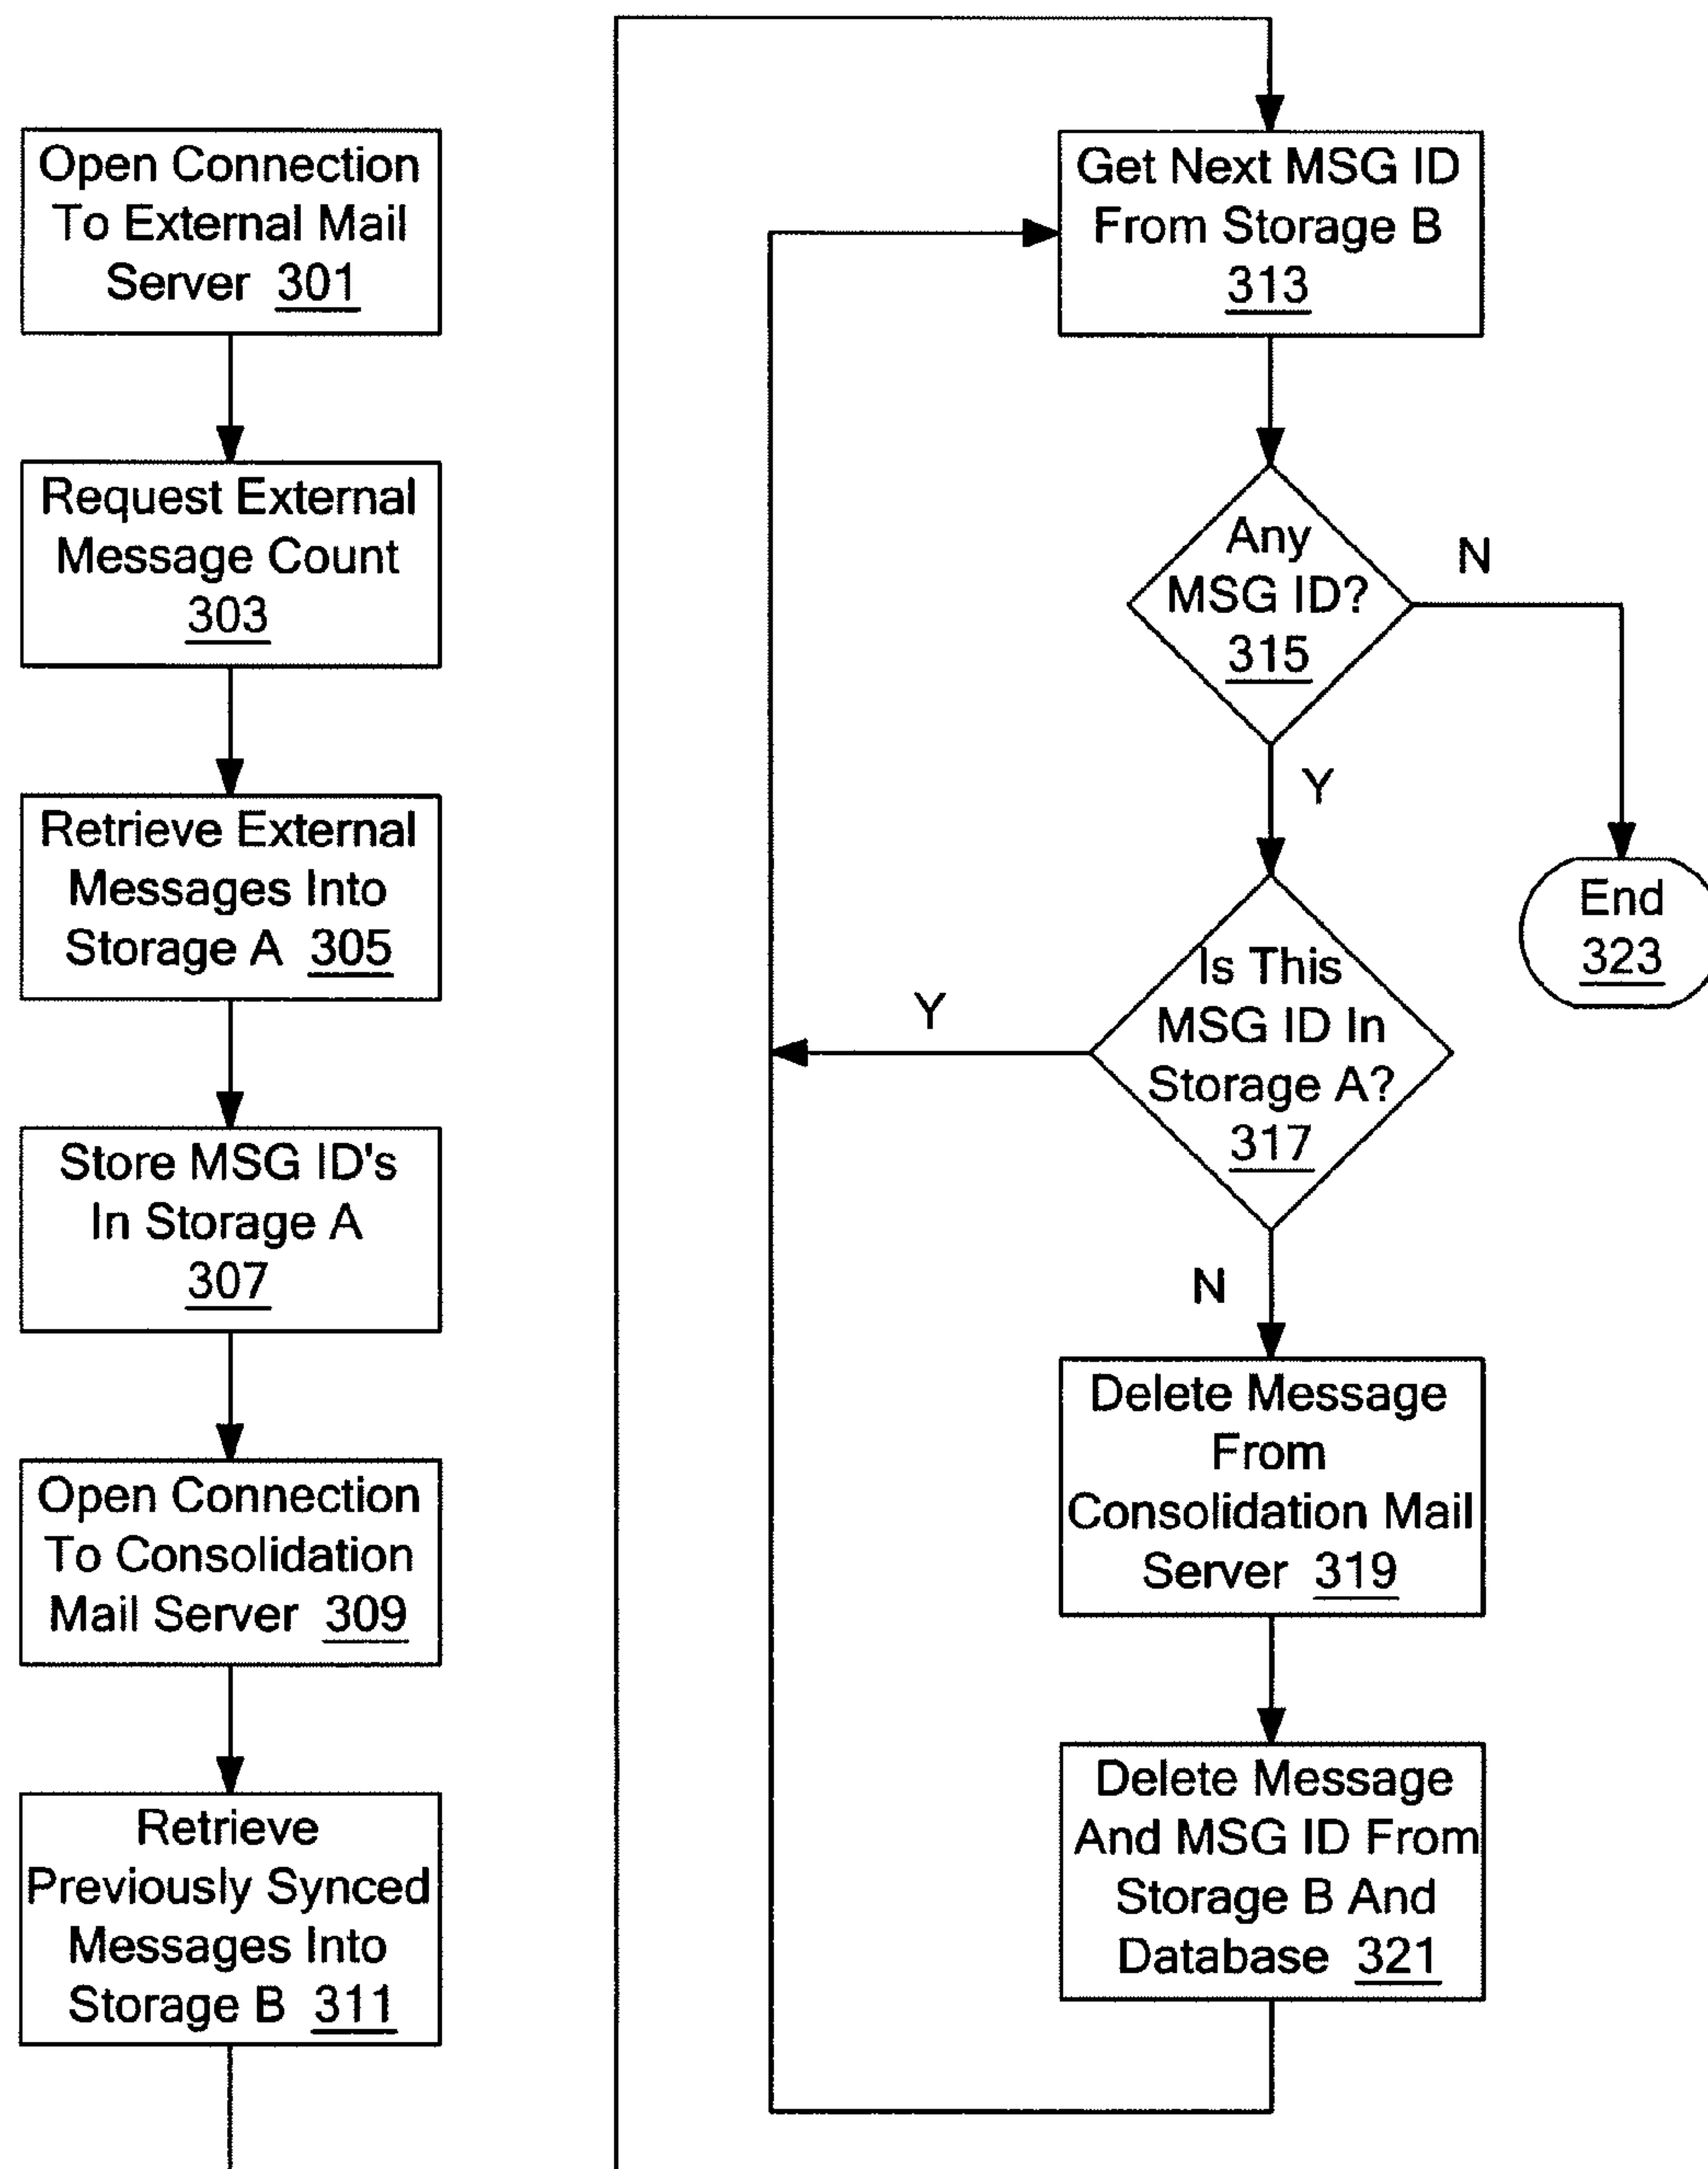 Open Connection
To External Mail
Server 301
Request External
Message Count
303
Retrieve External
Messages Into
Storage A 305
Store MSG ID's
In Storage A
307
Open Connection
To Consolidation
Mail Server 309
Retrieve
Previously Synced
Messages Into
Storage B 311
Get Next MSG ID
From Storage B
313
Any
MSG ID?
315
N
Y
End
323
Is This
MSG ID In
Storage A?
317
Y
N
Delete Message
From
Consolidation Mail
Server 319
Delete Message
And MSG ID From
Storage B And
Database 321